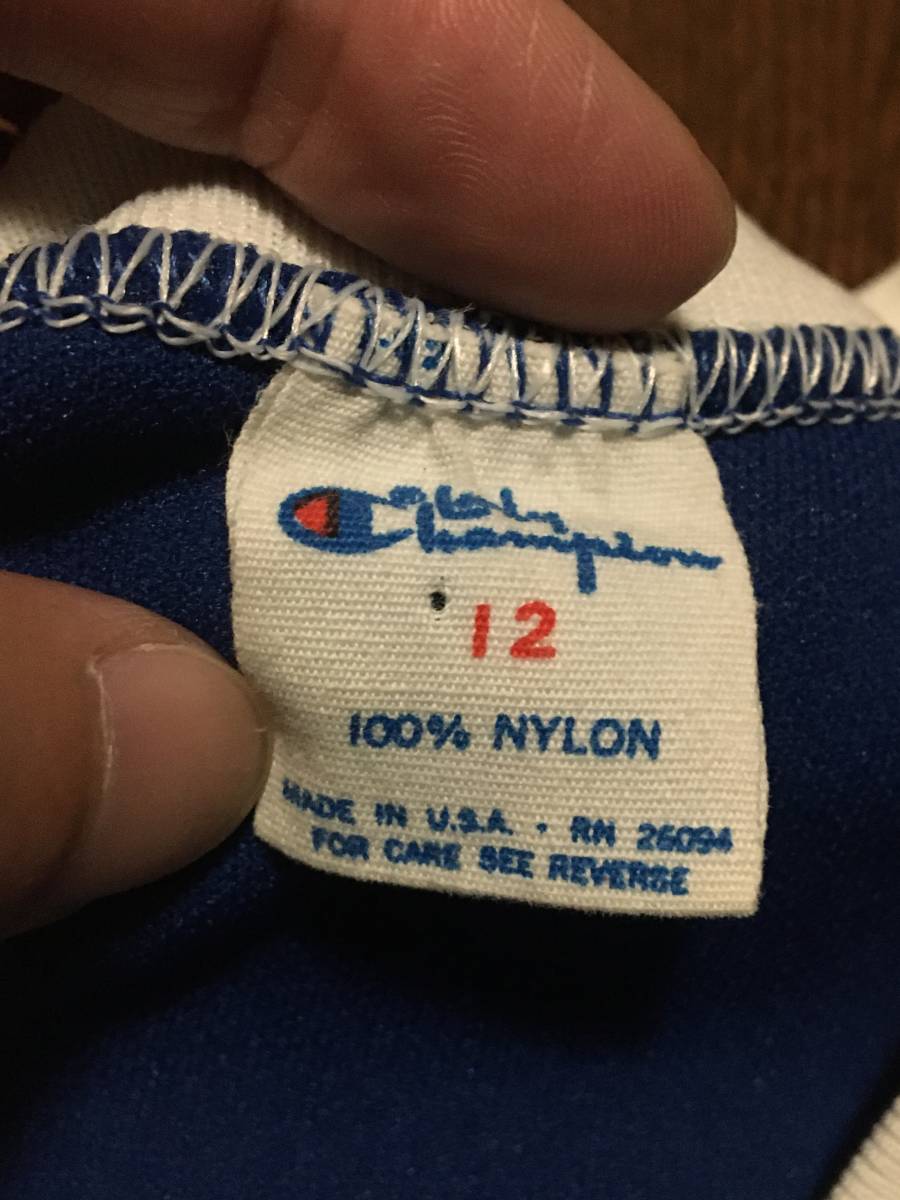 Champion
12
100% NYLON
MADE IN U.S.A. • RN 26094
FOR CARE SEE REVERSE